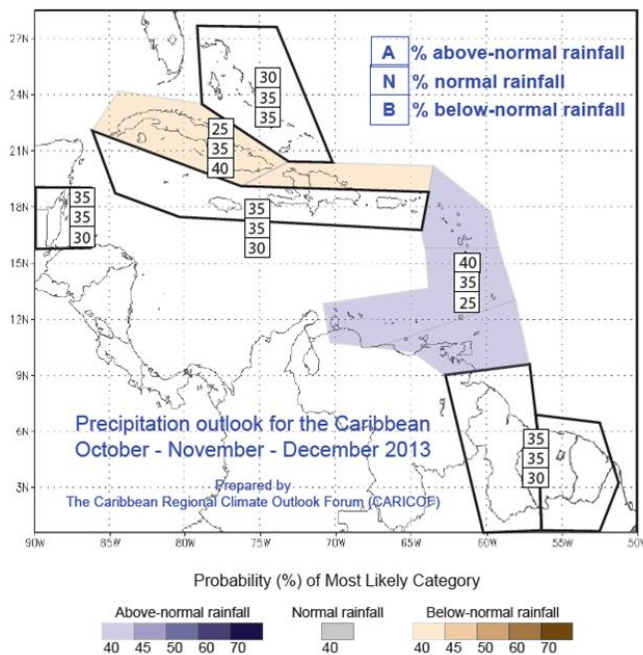 27N
24N
21N
18N
15N
12N
9N
6N
3N
A % above-normal rainfall
N % normal rainfall
B % below-normal rainfall
30
35
35
25
35
40
35
35
30
35
35
30
40
35
25
35
35
30
Precipitation outlook for the Caribbean
October - November - December 2013
Prepared by
The Caribbean Regional Climate Outlook Forum (CARICOF)
90W 85W 80W 75W 70W 65W 60W 55W 50W
Probability (%) of Most Likely Category
Above-normal rainfall Normal rainfall Below-normal rainfall
40 45 50 60 70 40 40 45 50 60 70